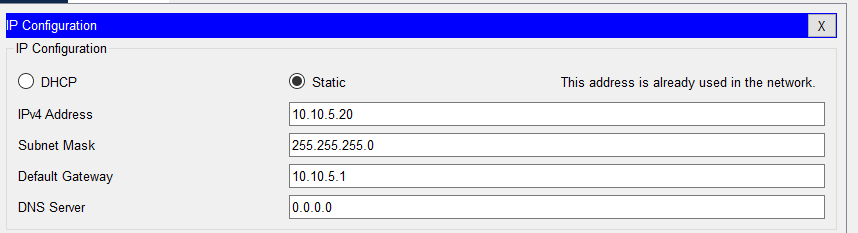 IP Configuration X
IP Configuration
DHCP Static This address is already used in the network.
IPv4 Address 10.10.5.20
Subnet Mask 255.255.255.0
Default Gateway 10.10.5.1
DNS Server 0.0.0.0